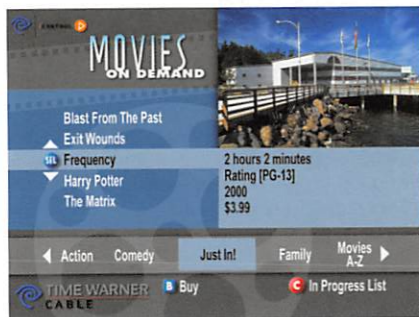 CONTROL
MOVIES
ON DEMAND
Blast From The Past
Exit Wounds
SEL Frequency
Harry Potter
The Matrix
2 hours 2 minutes
Rating [PG-13]
2000
$3.99
Action Comedy Just In! Family Movies
A-Z
TIME WARNER
CABLE
B Buy
C In Progress List